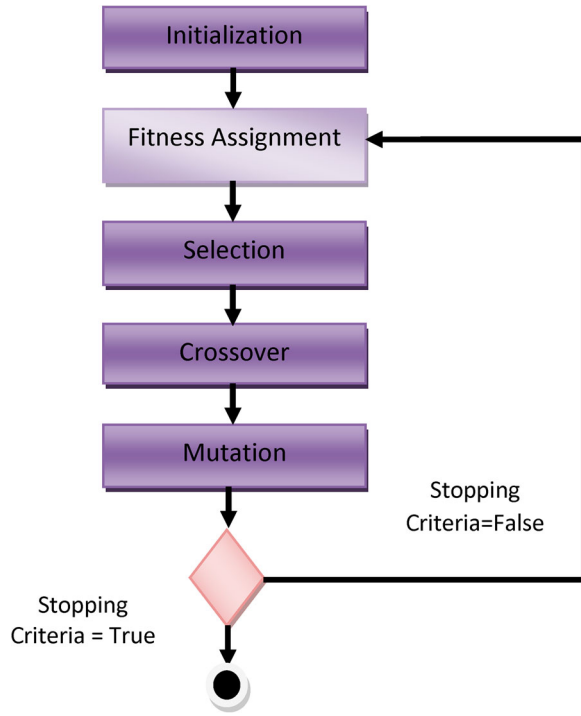 Initialization
Fitness Assignment
Selection
Crossover
Mutation
Stopping
Criteria=False
Stopping
Criteria = True